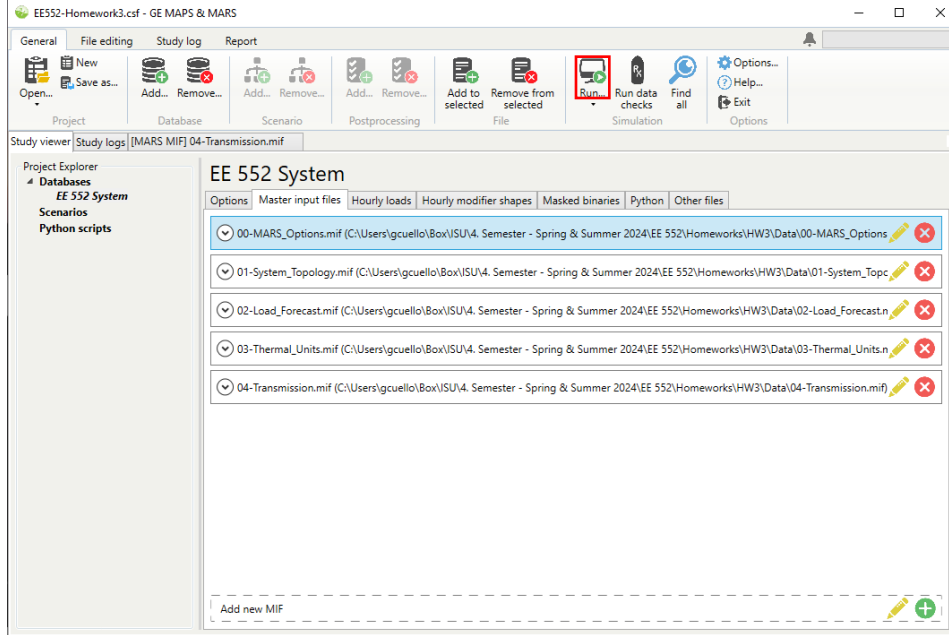 EE552-Homework3.csf - GE MAPS & MARS
General File editing Study log Report
Open... New Save as... Add... Remove... Add... Remove... Add... Remove... Add to selected Remove from selected Run... Run data checks Find all Options... Help... Exit
Project Database Scenario Postprocessing File Simulation Options
Study viewer Study logs [MARS MIF] 04-Transmission.mif
Project Explorer
Databases
EE 552 System
Scenarios
Python scripts
EE 552 System
Options Master input files Hourly loads Hourly modifier shapes Masked binaries Python Other files
00-MARS_Options.mif (C:\Users\gcuello\Box\ISU\4. Semester - Spring & Summer 2024\EE 552\Homeworks\HW3\Data\00-MARS_Options
01-System_Topology.mif (C:\Users\gcuello\Box\ISU\4. Semester - Spring & Summer 2024\EE 552\Homeworks\HW3\Data\01-System_Topc
02-Load_Forecast.mif (C:\Users\gcuello\Box\ISU\4. Semester - Spring & Summer 2024\EE 552\Homeworks\HW3\Data\02-Load_Forecast.n
03-Thermal_Units.mif (C:\Users\gcuello\Box\ISU\4. Semester - Spring & Summer 2024\EE 552\Homeworks\HW3\Data\03-Thermal_Units.n
04-Transmission.mif (C:\Users\gcuello\Box\ISU\4. Semester - Spring & Summer 2024\EE 552\Homeworks\HW3\Data\04-Transmission.mif)
Add new MIF